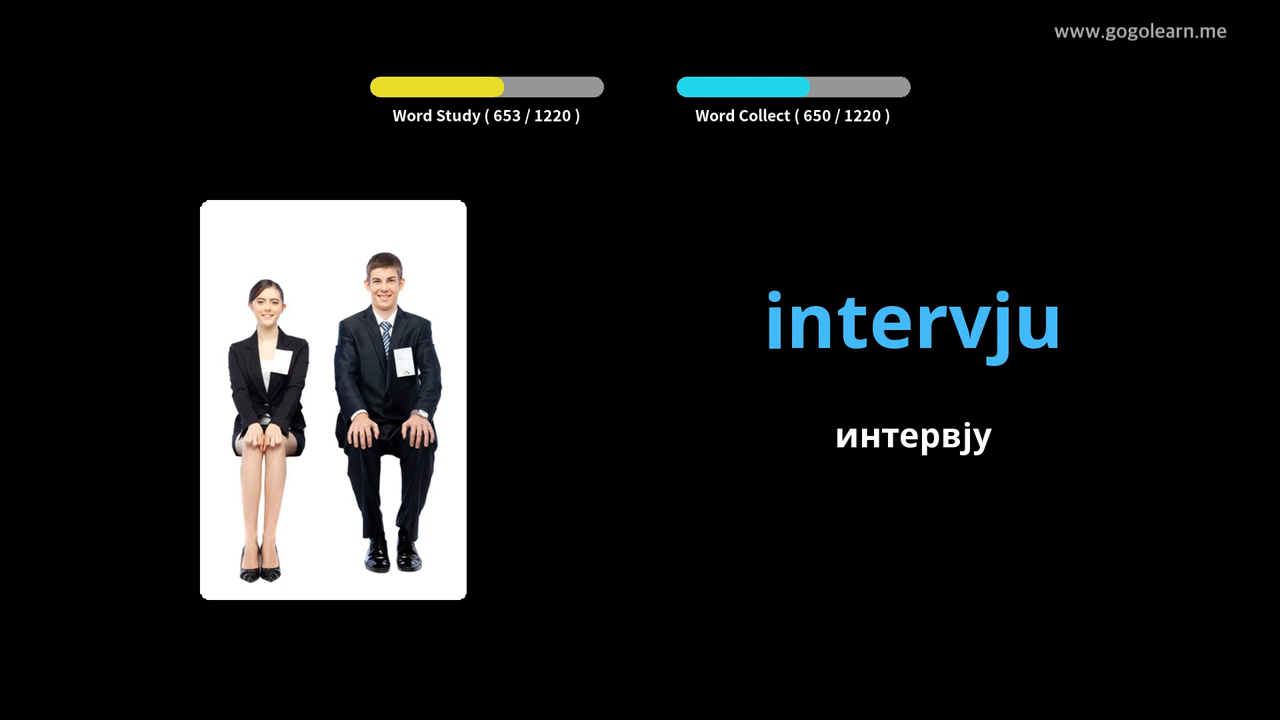 www.gogolearn.me
Word Study ( 653 / 1220 )
Word Collect ( 650 / 1220 )
intervju
интервју